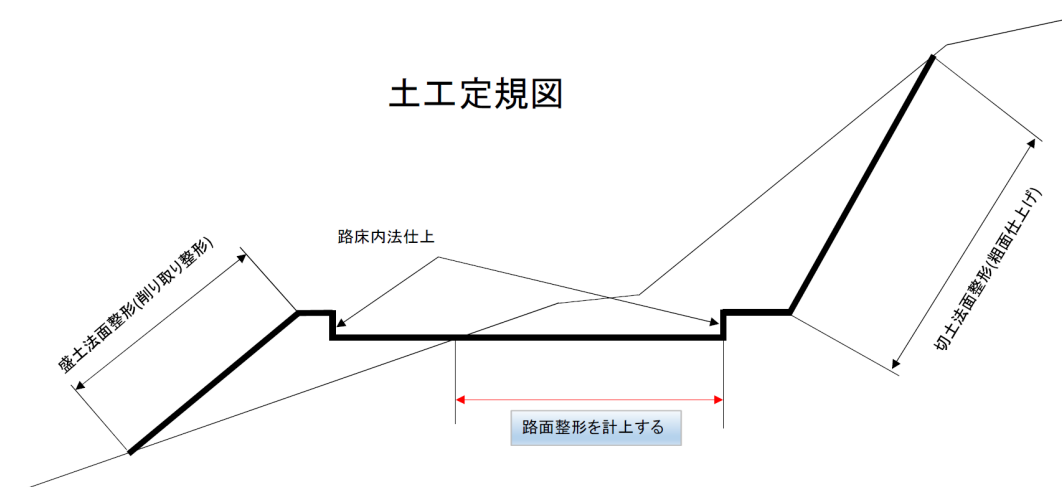 土工定規図
路床内法仕上
盛土法面整形(削り取り整形)
切土法面整形(粗面仕上げ)
路面整形を計上する